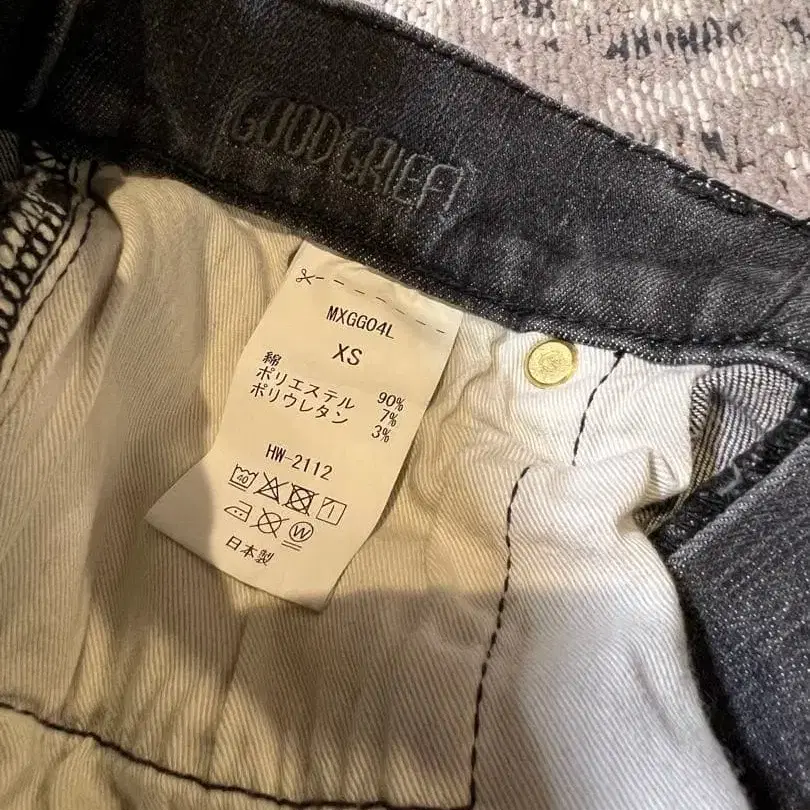 GOODGRIEF!
MXGG04L
XS
綿 90%
ポリエステル 7%
ポリウレタン 3%
HW-2112
40
W
日本製